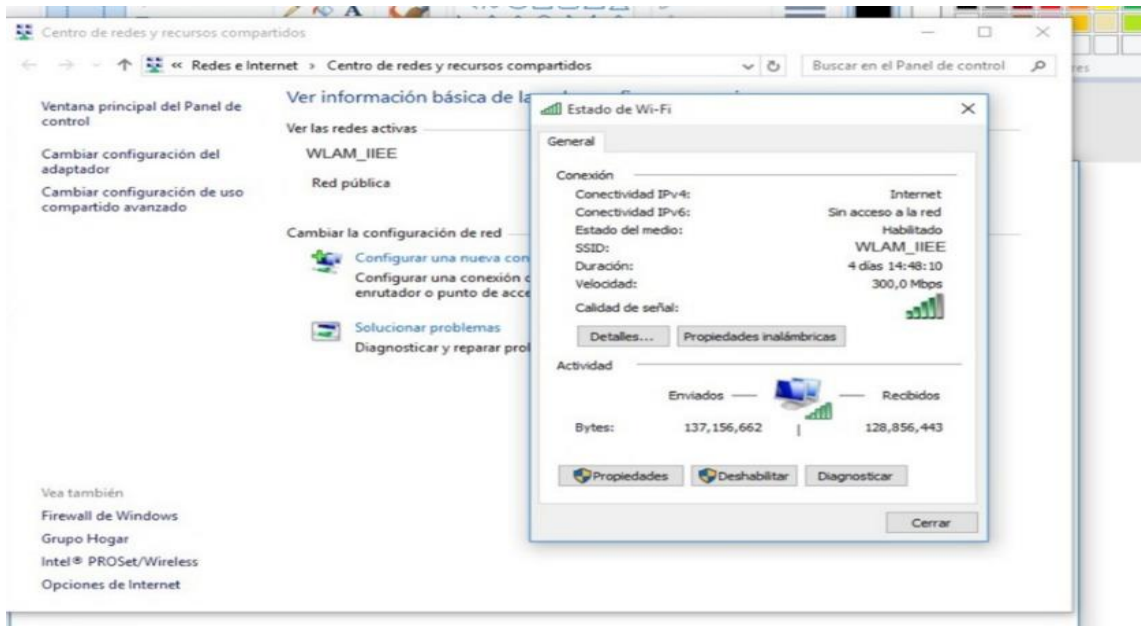 Centro de redes y recursos compartidos
« Redes e Internet › Centro de redes y recursos compartidos
Buscar en el Panel de control
Ventana principal del Panel de
control
Cambiar configuración del
adaptador
Cambiar configuración de uso
compartido avanzado
Ver información básica de la
Ver las redes activas
WLAM_IIEE
Red pública
Cambiar la configuración de red
Configurar una nueva con
Configurar una conexión
enrutador o punto de acce
Solucionar problemas
Diagnosticar y reparar prol
Estado de Wi-Fi
General
Conexión
Conectividad IPv4: Internet
Conectividad IPv6: Sin acceso a la red
Estado del medio: Habilitado
SSID: WLAM_IIEE
Duración: 4 días 14:48:10
Velocidad: 300,0 Mbps
Calidad de señal:
Detalles... Propiedades inalámbricas
Actividad
Enviados — Recibidos
Bytes: 137,156,662 | 128,856,443
Propiedades Deshabilitar Diagnosticar
Cerrar
Vea también
Firewall de Windows
Grupo Hogar
Intel® PROSet/Wireless
Opciones de Internet